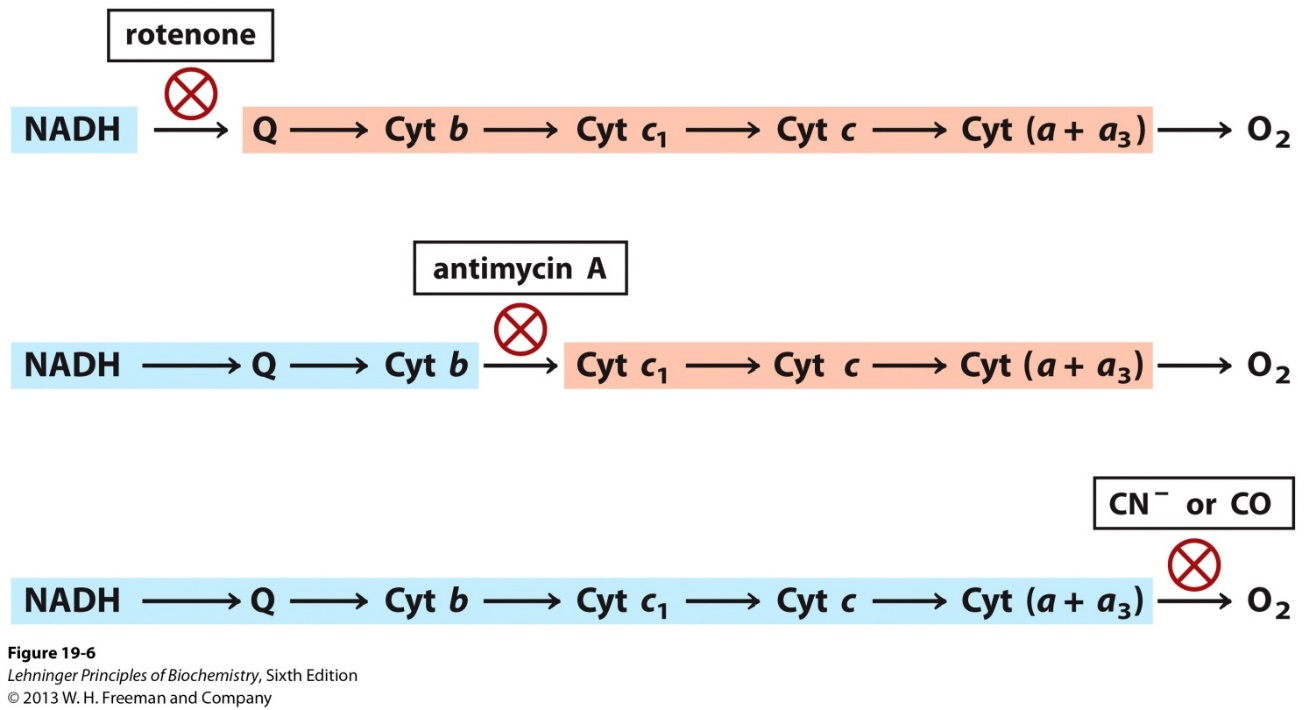 rotenone
NADH → Q → Cyt b → Cyt c₁ → Cyt c → Cyt (a + a₃) → O₂
antimycin A
NADH → Q → Cyt b → Cyt c₁ → Cyt c → Cyt (a + a₃) → O₂
CN⁻ or CO
NADH → Q → Cyt b → Cyt c₁ → Cyt c → Cyt (a + a₃) → O₂
Figure 19-6
Lehninger Principles of Biochemistry, Sixth Edition
© 2013 W. H. Freeman and Company